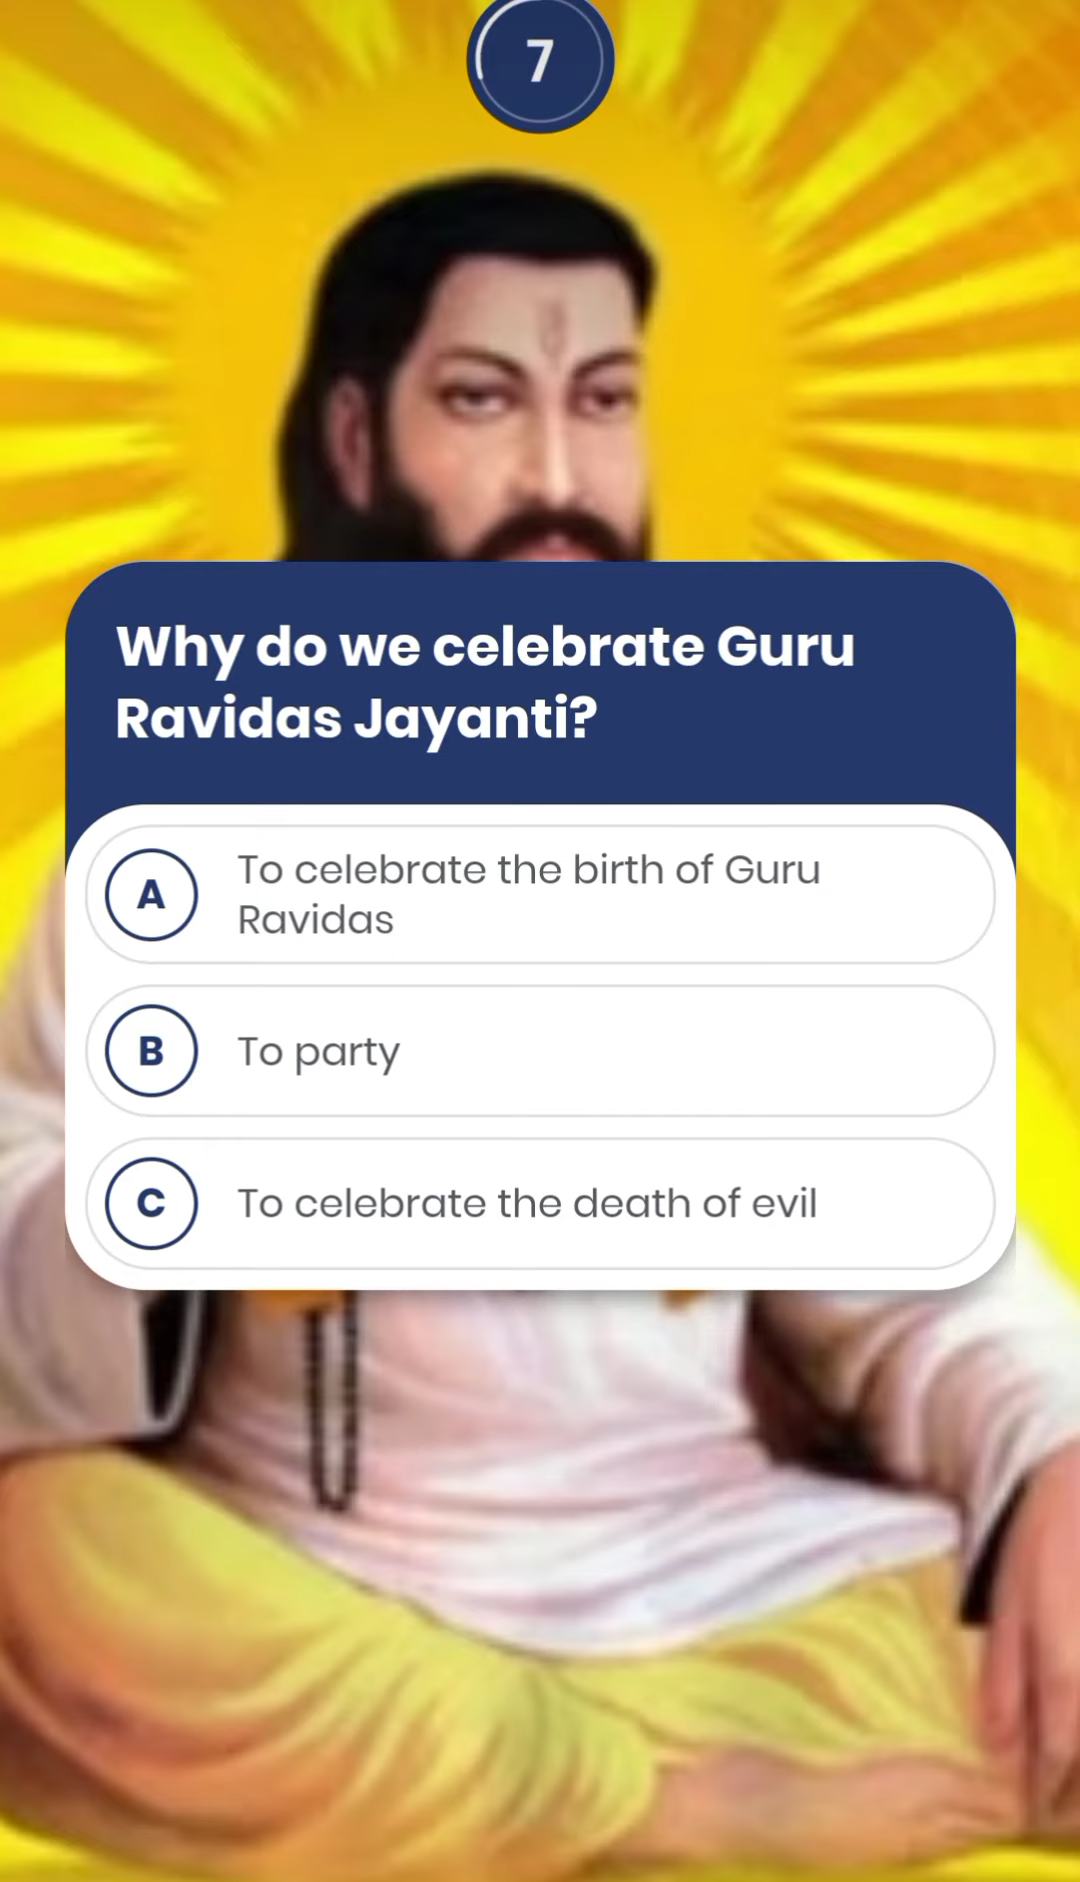 7
Why do we celebrate Guru
Ravidas Jayanti?
A To celebrate the birth of Guru
Ravidas
B To party
C To celebrate the death of evil